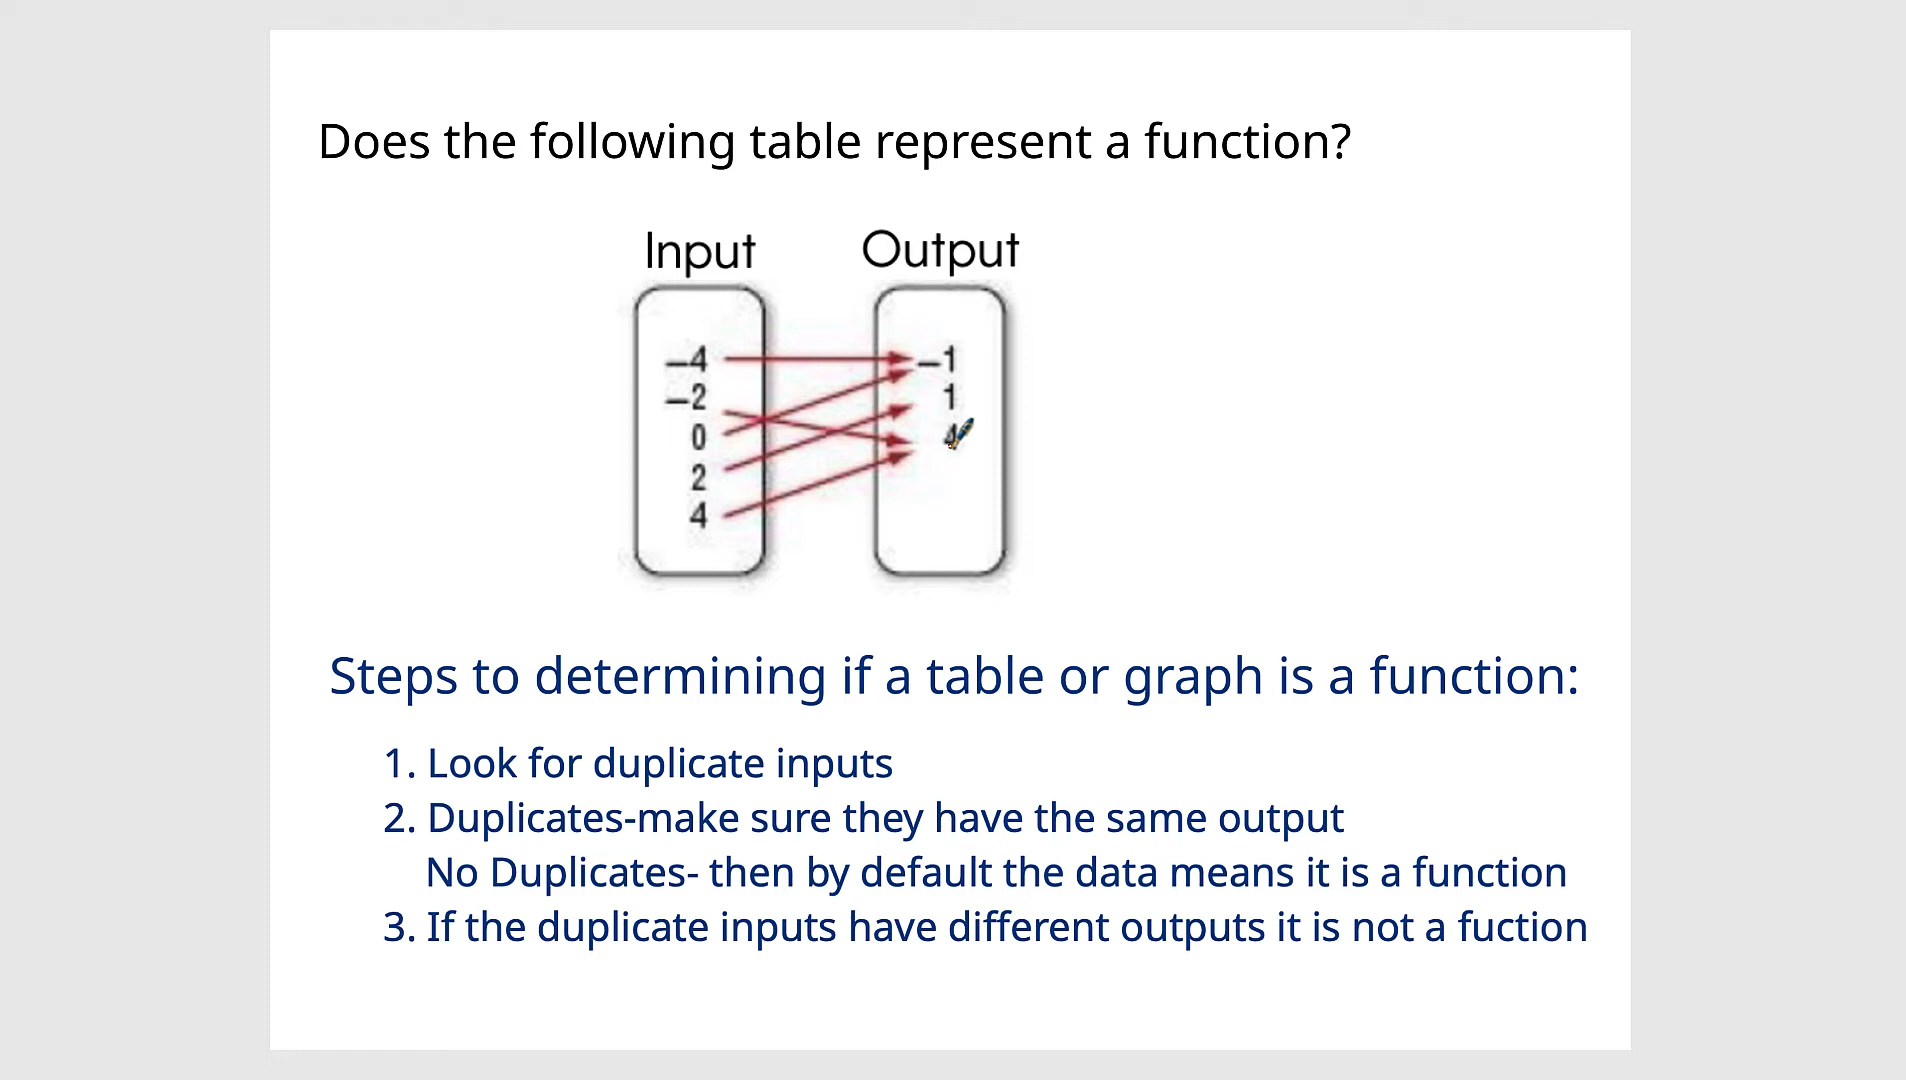 Does the following table represent a function?
Input Output
–4 –1
–2 1
0 4
2
4
Steps to determining if a table or graph is a function:
1. Look for duplicate inputs
2. Duplicates-make sure they have the same output
No Duplicates- then by default the data means it is a function
3. If the duplicate inputs have different outputs it is not a fuction